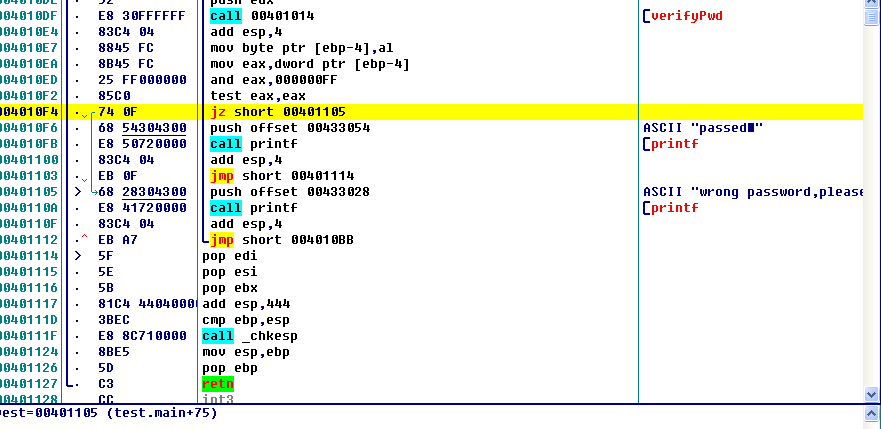 push edx
004010DF · E8 30FFFFFF call 00401014 [verifyPwd
004010E4 · 83C4 04 add esp,4
004010E7 · 8845 FC mov byte ptr [ebp-4],al
004010EA · 8B45 FC mov eax,dword ptr [ebp-4]
004010ED · 25 FF000000 and eax,000000FF
004010F2 · 85C0 test eax,eax
004010F4 · 74 0F jz short 00401105
004010F6 · 68 54304300 push offset 00433054 ASCII "passed■"
004010FB · E8 50720000 call printf [printf
00401100 · 83C4 04 add esp,4
00401103 · EB 0F jmp short 00401114
00401105 > 68 28304300 push offset 00433028 ASCII "wrong password,please
0040110A · E8 41720000 call printf [printf
0040110F · 83C4 04 add esp,4
00401112 ·^ EB A7 jmp short 004010BB
00401114 > 5F pop edi
00401115 · 5E pop esi
00401116 · 5B pop ebx
00401117 · 81C4 44040000 add esp,444
0040111D · 3BEC cmp ebp,esp
0040111F · E8 8C710000 call _chkesp
00401124 · 8BE5 mov esp,ebp
00401126 · 5D pop ebp
00401127 · C3 retn
00401128 CC int3
Dest=00401105 (test.main+75)